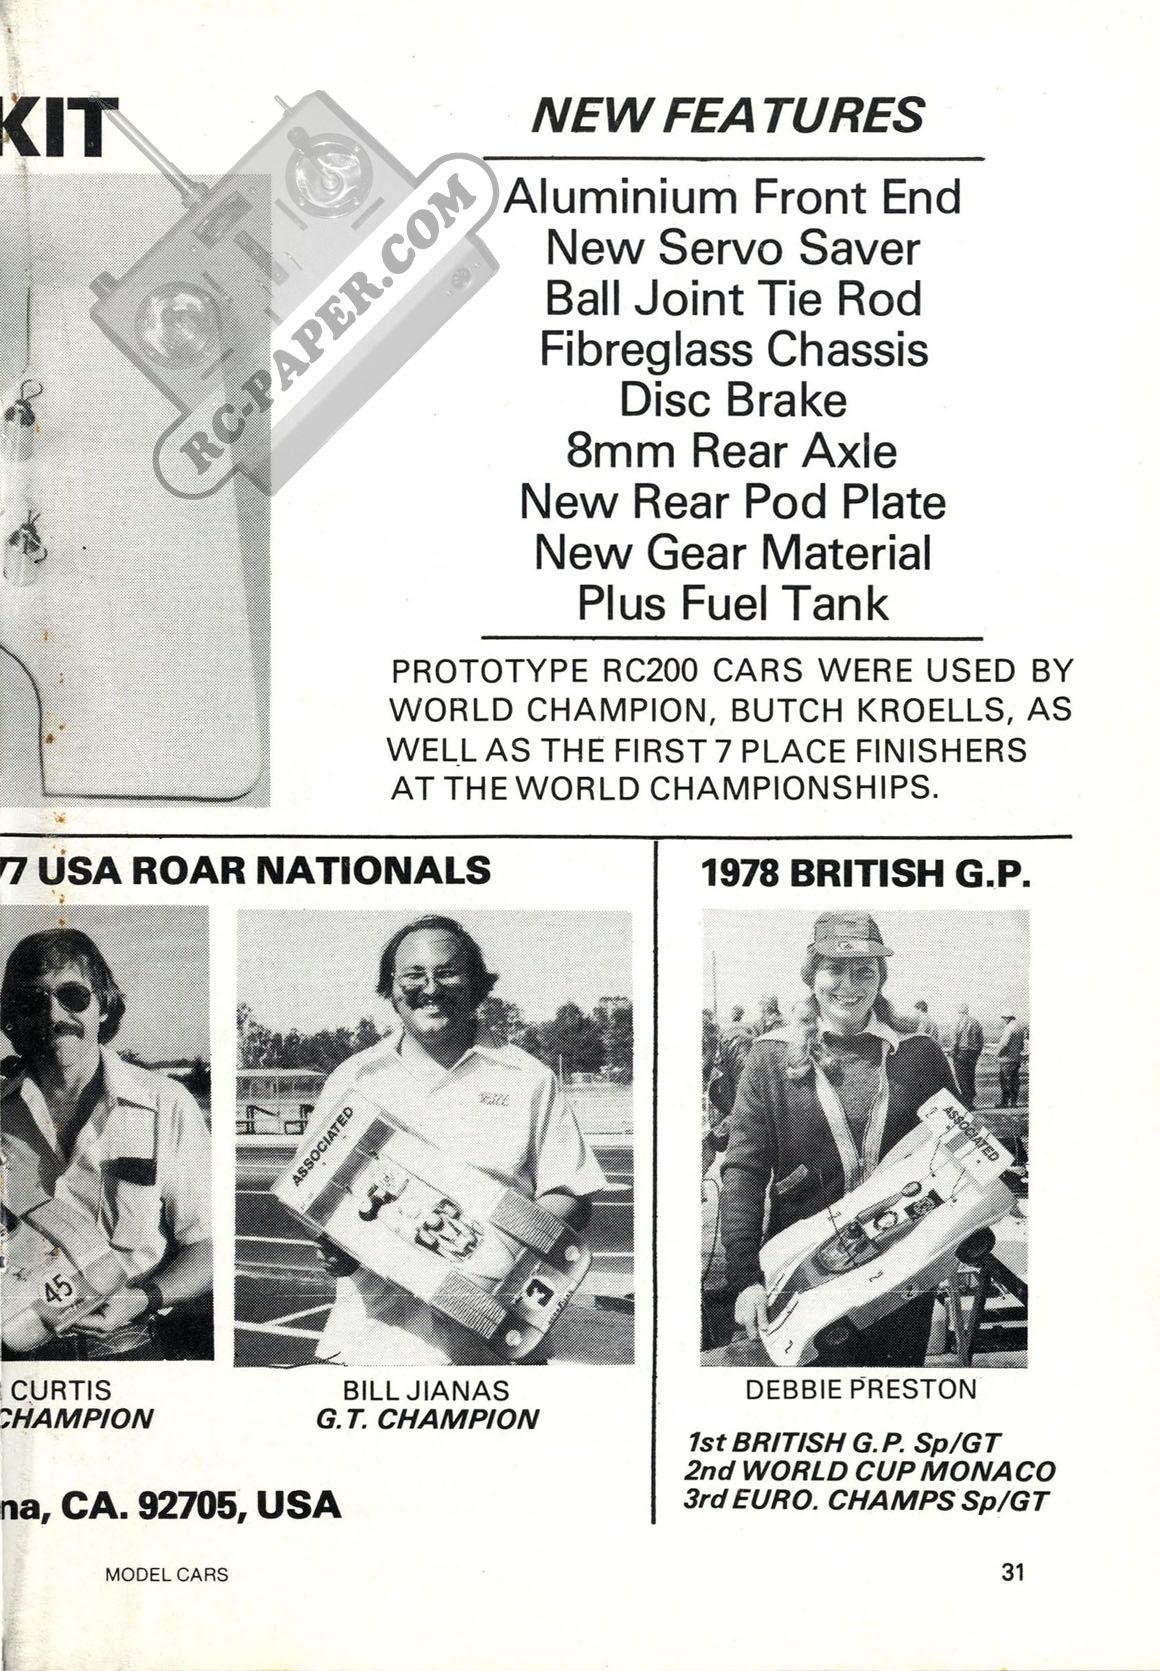 KIT
NEW FEATURES
Aluminium Front End
New Servo Saver
Ball Joint Tie Rod
Fibreglass Chassis
Disc Brake
8mm Rear Axle
New Rear Pod Plate
New Gear Material
Plus Fuel Tank
RC-PAPER.COM
PROTOTYPE RC200 CARS WERE USED BY
WORLD CHAMPION, BUTCH KROELLS, AS
WELL AS THE FIRST 7 PLACE FINISHERS
AT THE WORLD CHAMPIONSHIPS.
77 USA ROAR NATIONALS
45
CURTIS
CHAMPION
Bill
ASSOCIATED
3
BILL JIANAS
G.T. CHAMPION
1978 BRITISH G.P.
2
ASSOCIATED
DEBBIE PRESTON
1st BRITISH G.P. Sp/GT
2nd WORLD CUP MONACO
3rd EURO. CHAMPS Sp/GT
na, CA. 92705, USA
MODEL CARS
31